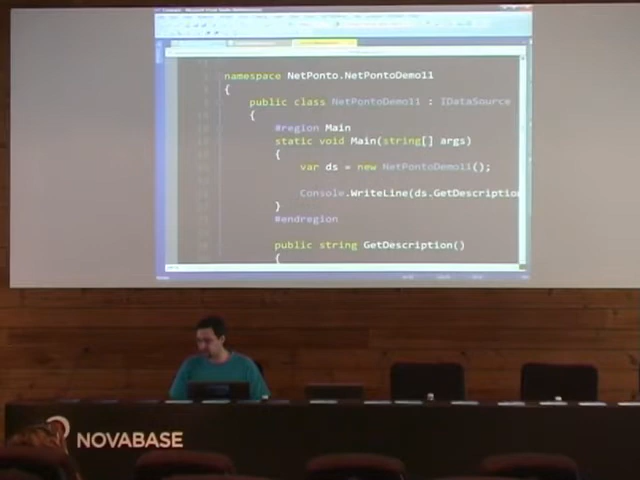 namespace NetPonto.NetPontoDemo11
{
public class NetPontoDemo11 : IDataSource
{
#region Main
static void Main(string[] args)
{
var ds = new NetPontoDemo11();
Console.WriteLine(ds.GetDescription
}
#endregion
public string GetDescription()
{
NOVABASE